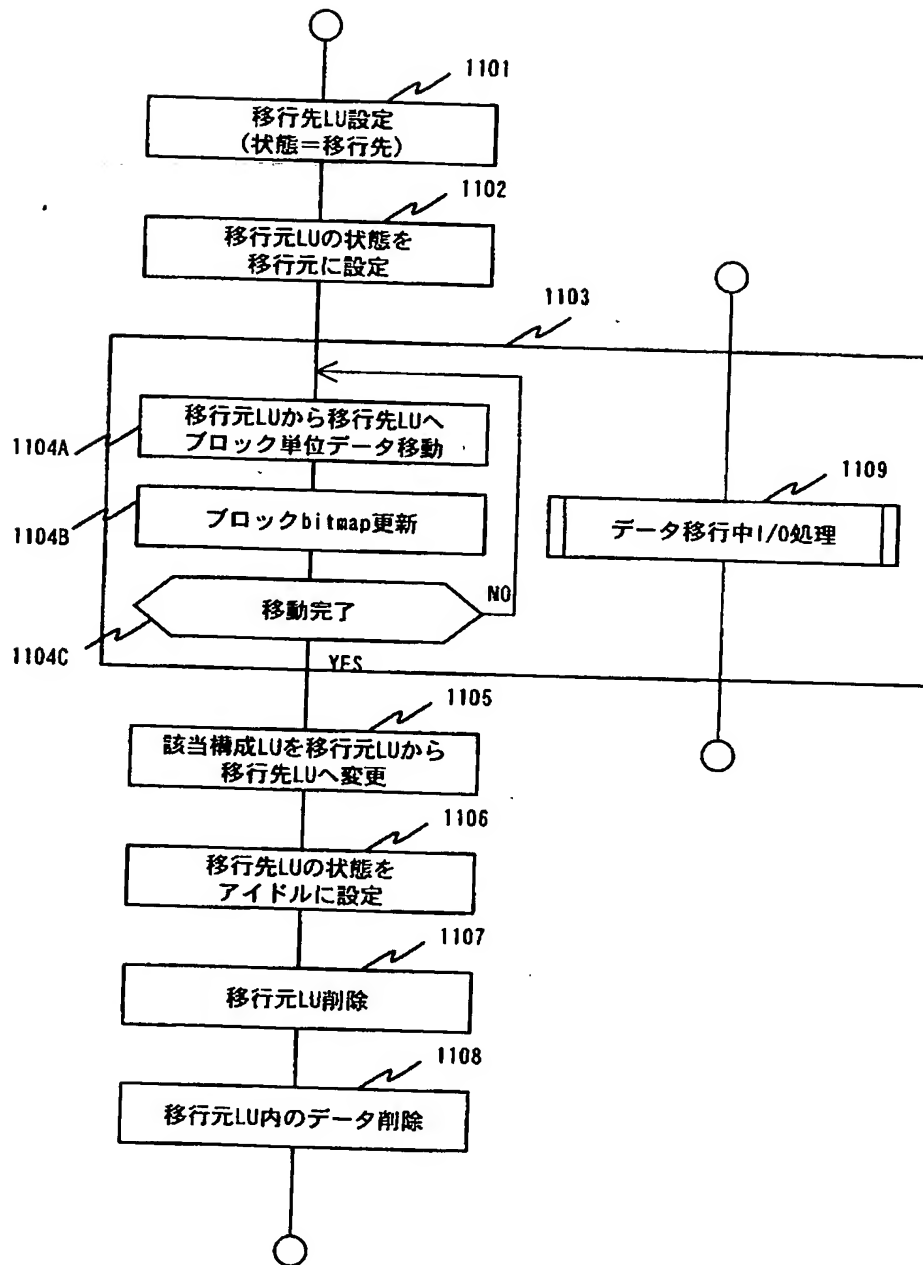 1101
移行先LU設定
(状態=移行先)
1102
移行元LUの状態を
移行元に設定
1103
1104A
移行元LUから移行先LUへ
ブロック単位データ移動
1104B
ブロックbitmap更新
1109
データ移行中I/O処理
移動完了
NO
1104C
YES
1105
該当構成LUを移行元LUから
移行先LUへ変更
1106
移行先LUの状態を
アイドルに設定
1107
移行元LU削除
1108
移行元LU内のデータ削除